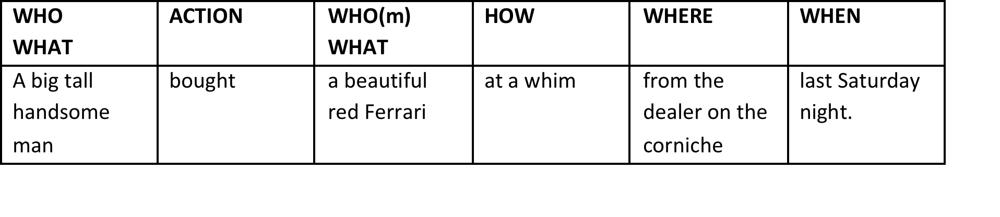 WHO
WHAT
ACTION
WHO(m)
WHAT
HOW
WHERE
WHEN
A big tall
handsome
man
bought
a beautiful
red Ferrari
at a whim
from the
dealer on the
corniche
last Saturday
night.